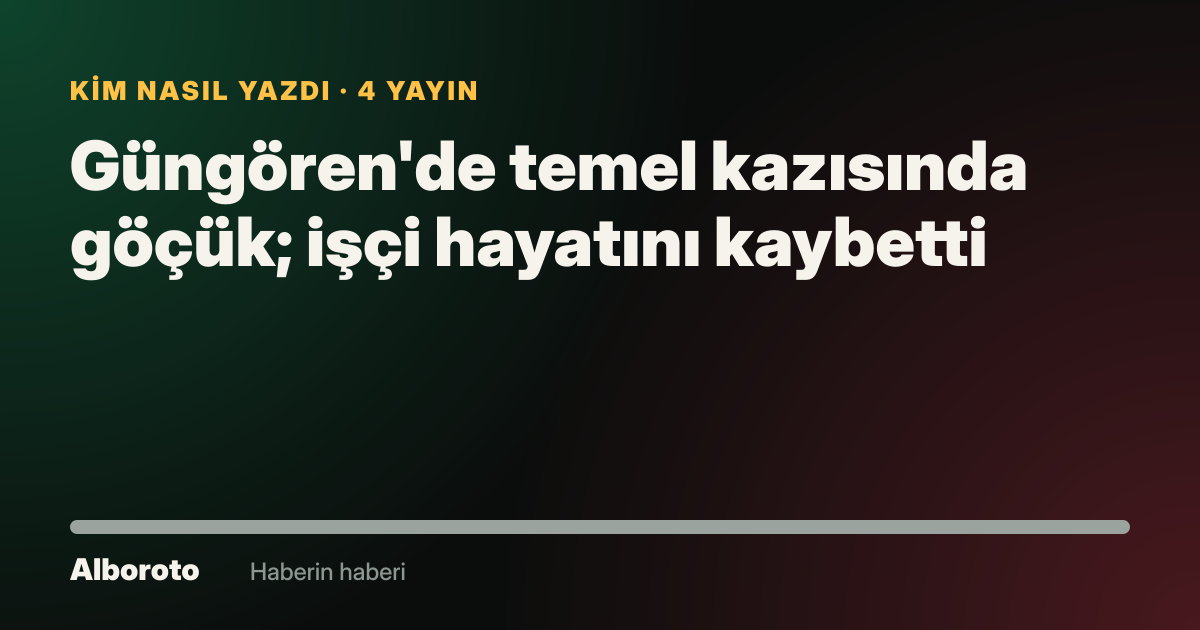 KİM NASIL YAZDI · 4 YAYIN
Güngören'de temel kazısında
göçük; işçi hayatını kaybetti
Alboroto
Haberin haberi